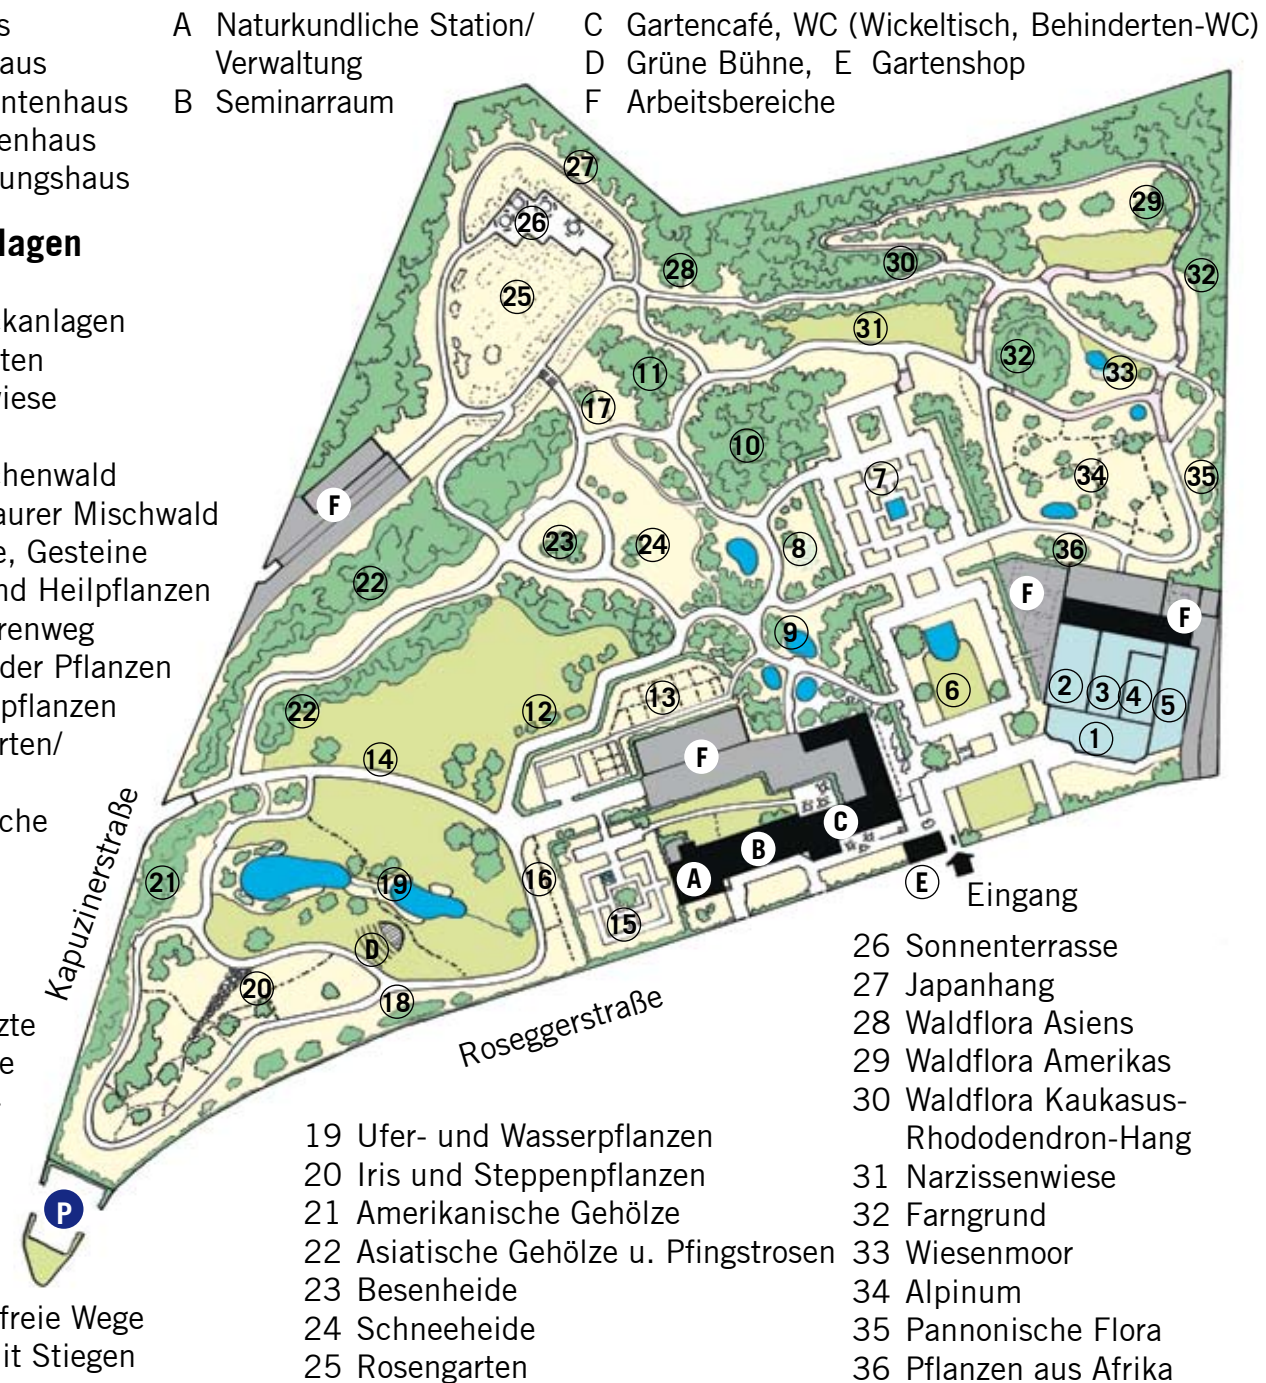 s
aus
ntenhaus
enhaus
ungshaus
lagen
kanlagen
ten
iese
chenwald
aurer Mischwald
e, Gesteine
nd Heilpflanzen
renweg
der Pflanzen
pflanzen
rten/
che
zte
e
freie Wege
it Stiegen
A Naturkundliche Station/
Verwaltung
B Seminarraum
C Gartencafé, WC (Wickeltisch, Behinderten-WC)
D Grüne Bühne, E Gartenshop
F Arbeitsbereiche
27
26
29
28
30
32
25
31
11
32
33
17
10
7
34
35
F
23
24
8
36
22
F
F
9
2
3
4
5
22
12
13
6
1
14
F
C
B
21
19
16
A
E
Eingang
15
D
20
18
Kapuzinerstraße
Roseggerstraße
P
19 Ufer- und Wasserpflanzen
20 Iris und Steppenpflanzen
21 Amerikanische Gehölze
22 Asiatische Gehölze u. Pfingstrosen
23 Besenheide
24 Schneeheide
25 Rosengarten
26 Sonnenterrasse
27 Japanhang
28 Waldflora Asiens
29 Waldflora Amerikas
30 Waldflora Kaukasus-
Rhododendron-Hang
31 Narzissenwiese
32 Farngrund
33 Wiesenmoor
34 Alpinum
35 Pannonische Flora
36 Pflanzen aus Afrika